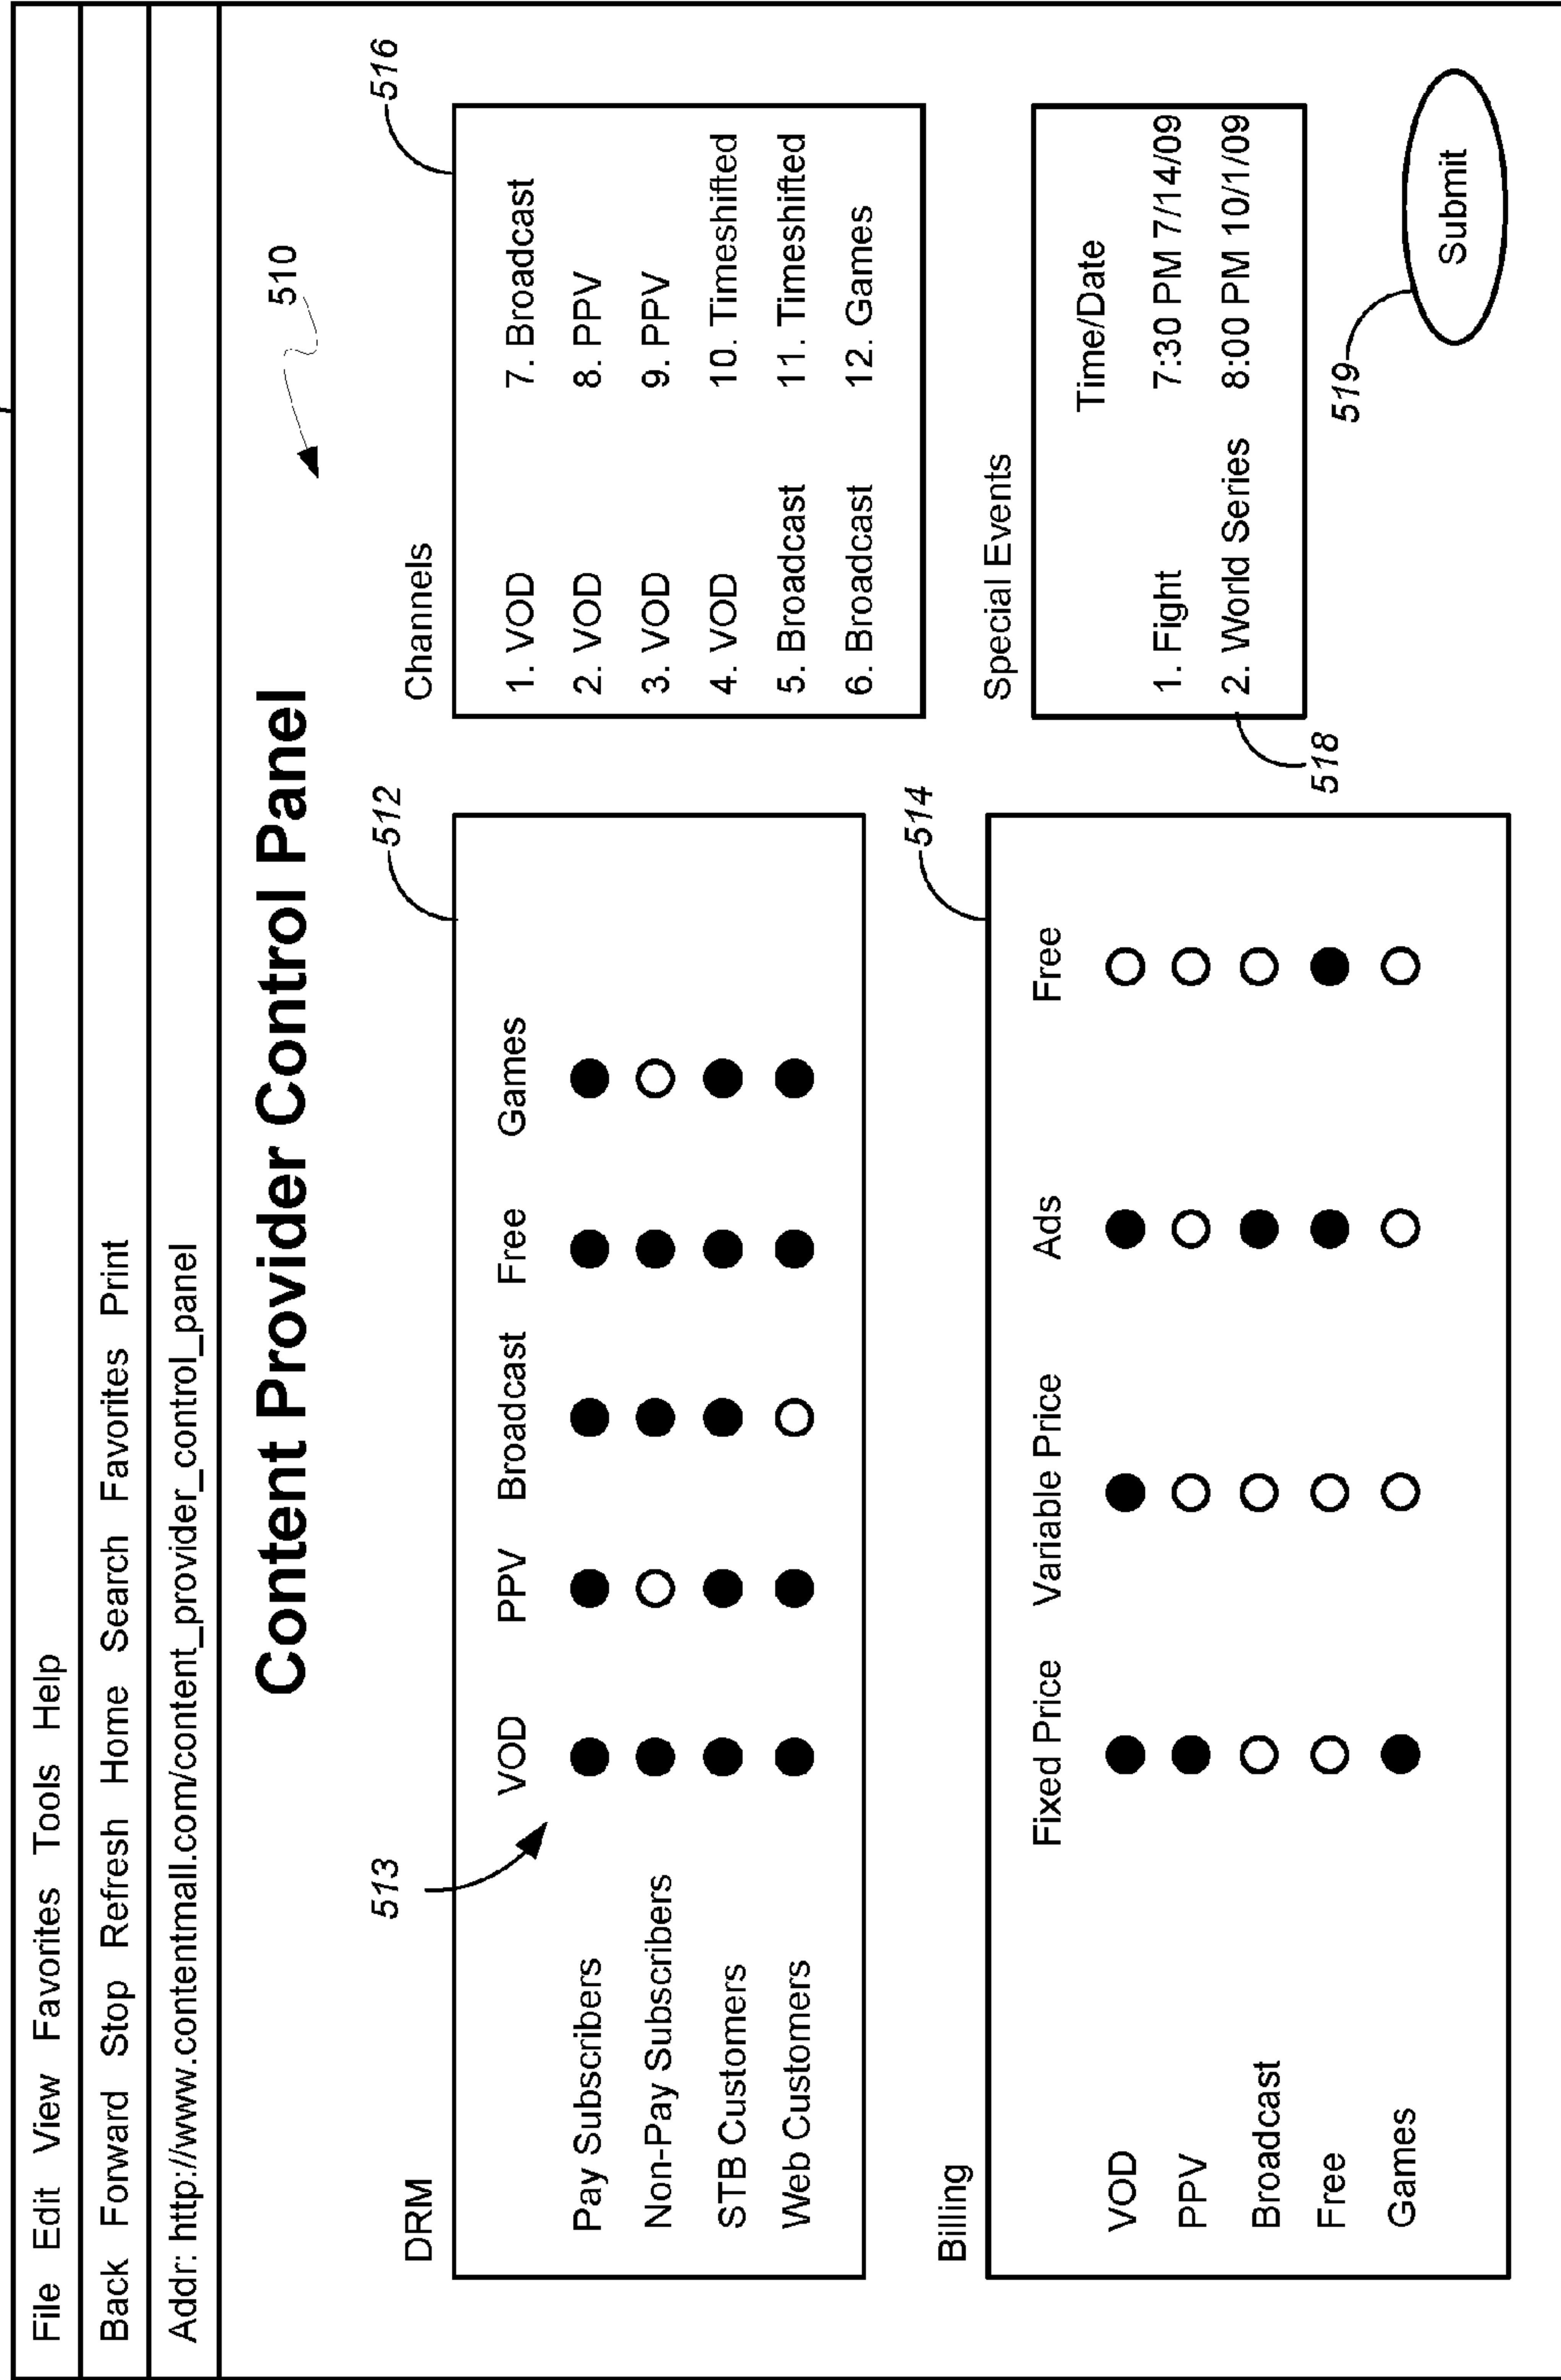 File Edit View Favorites Tools Help
Back Forward Stop Refresh Home Search Favorites Print
Addr: http://www.contentmall.com/content_provider_control_panel
Content Provider Control Panel
510
513
512
DRM
VOD PPV Broadcast Free Games
Pay Subscribers
Non-Pay Subscribers
STB Customers
Web Customers
514
Billing
Fixed Price Variable Price Ads Free
VOD
PPV
Broadcast
Free
Games
516
Channels
1. VOD 7. Broadcast
2. VOD 8. PPV
3. VOD 9. PPV
4. VOD 10. Timeshifted
5. Broadcast 11. Timeshifted
6. Broadcast 12. Games
Special Events
Time/Date
1. Fight 7:30 PM 7/14/09
2. World Series 8:00 PM 10/1/09
518
519
Submit